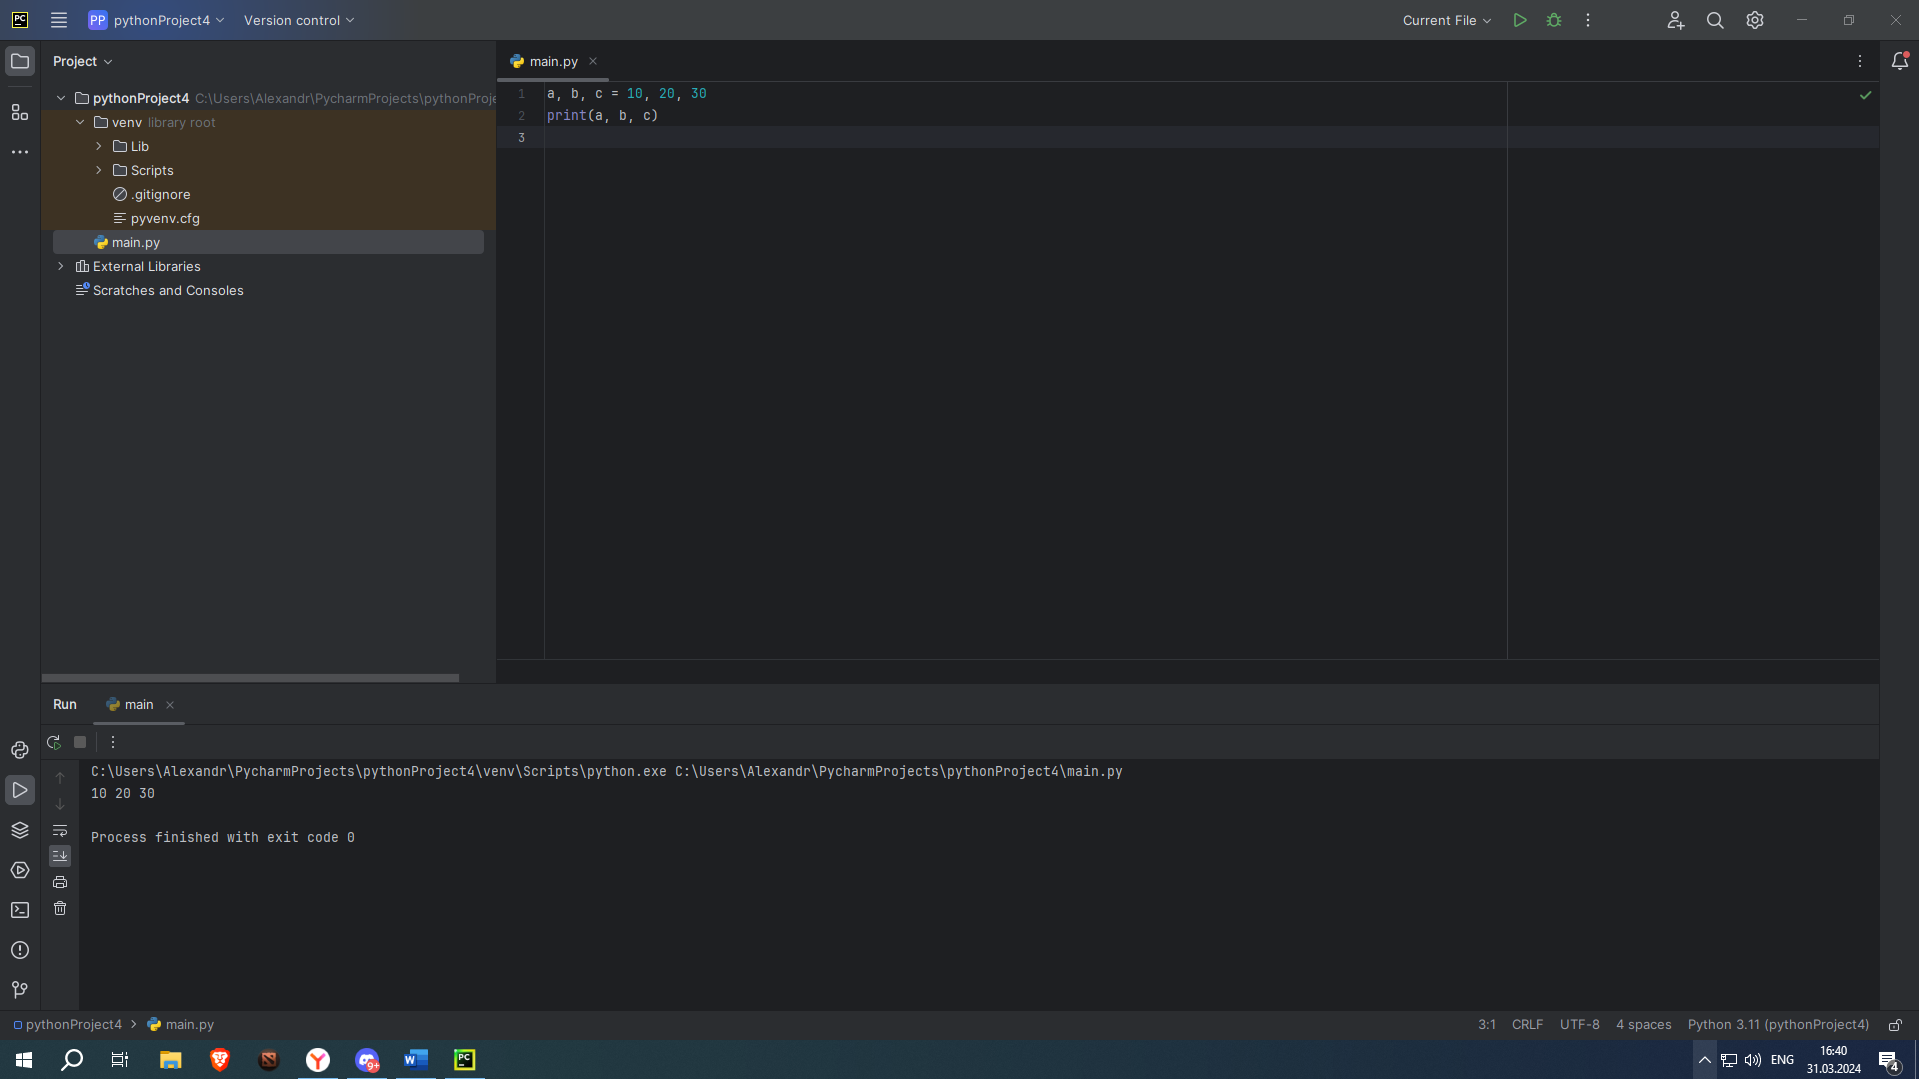 PC
PP pythonProject4 Version control Current File
Project
main.py
pythonProject4 C:\Users\Alexandr\PycharmProjects\pythonProje
venv library root
Lib
Scripts
.gitignore
pyvenv.cfg
main.py
External Libraries
Scratches and Consoles
1 a, b, c = 10, 20, 30
2 print(a, b, c)
3
Run main
C:\Users\Alexandr\PycharmProjects\pythonProject4\venv\Scripts\python.exe C:\Users\Alexandr\PycharmProjects\pythonProject4\main.py
10 20 30
Process finished with exit code 0
pythonProject4 main.py 3:1 CRLF UTF-8 4 spaces Python 3.11 (pythonProject4)
Y 9+ W PC ENG 16:40
31.03.2024 4